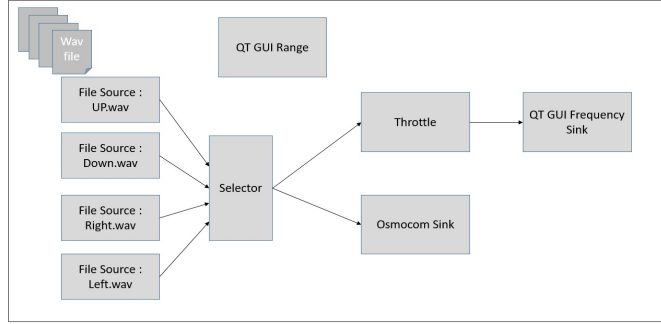 Wav
file
QT GUI Range
File Source :
UP.wav
File Source :
Down.wav
File Source :
Right.wav
File Source :
Left.wav
Selector
Throttle
QT GUI Frequency
Sink
Osmocom Sink